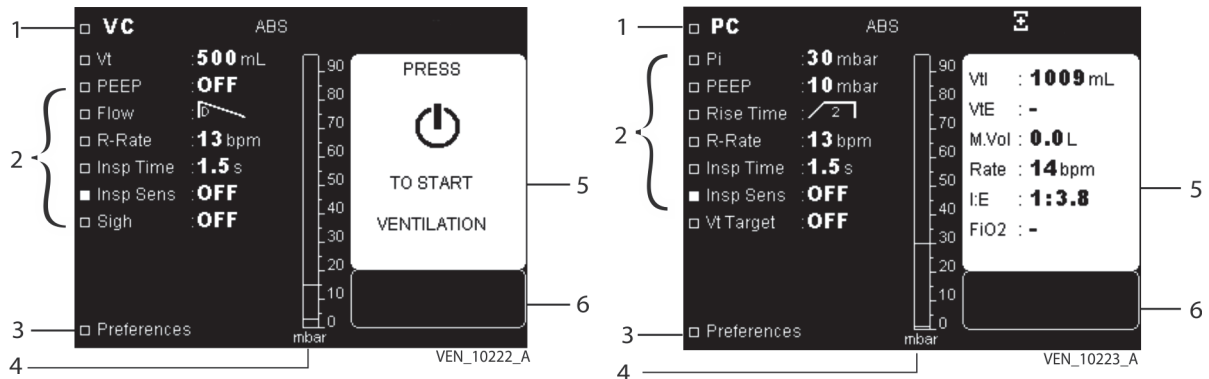 1
VC ABS
Vt :500 mL
PEEP :OFF
Flow : D
R-Rate :13 bpm
Insp Time :1.5 s
Insp Sens :OFF
Sigh :OFF
2
Preferences
3
90
80
70
60
50
40
30
20
10
0
mbar
4
PRESS
TO START
VENTILATION
5
6
VEN_10222_A
1
PC ABS
Pi :30 mbar
PEEP :10 mbar
Rise Time : 2
R-Rate :13 bpm
Insp Time :1.5 s
Insp Sens :OFF
Vt Target :OFF
2
Preferences
3
90
80
70
60
50
40
30
20
10
0
mbar
4
VtI : 1009 mL
VtE : -
M.Vol : 0.0 L
Rate : 14 bpm
I:E : 1:3.8
FiO2 : -
5
6
VEN_10223_A